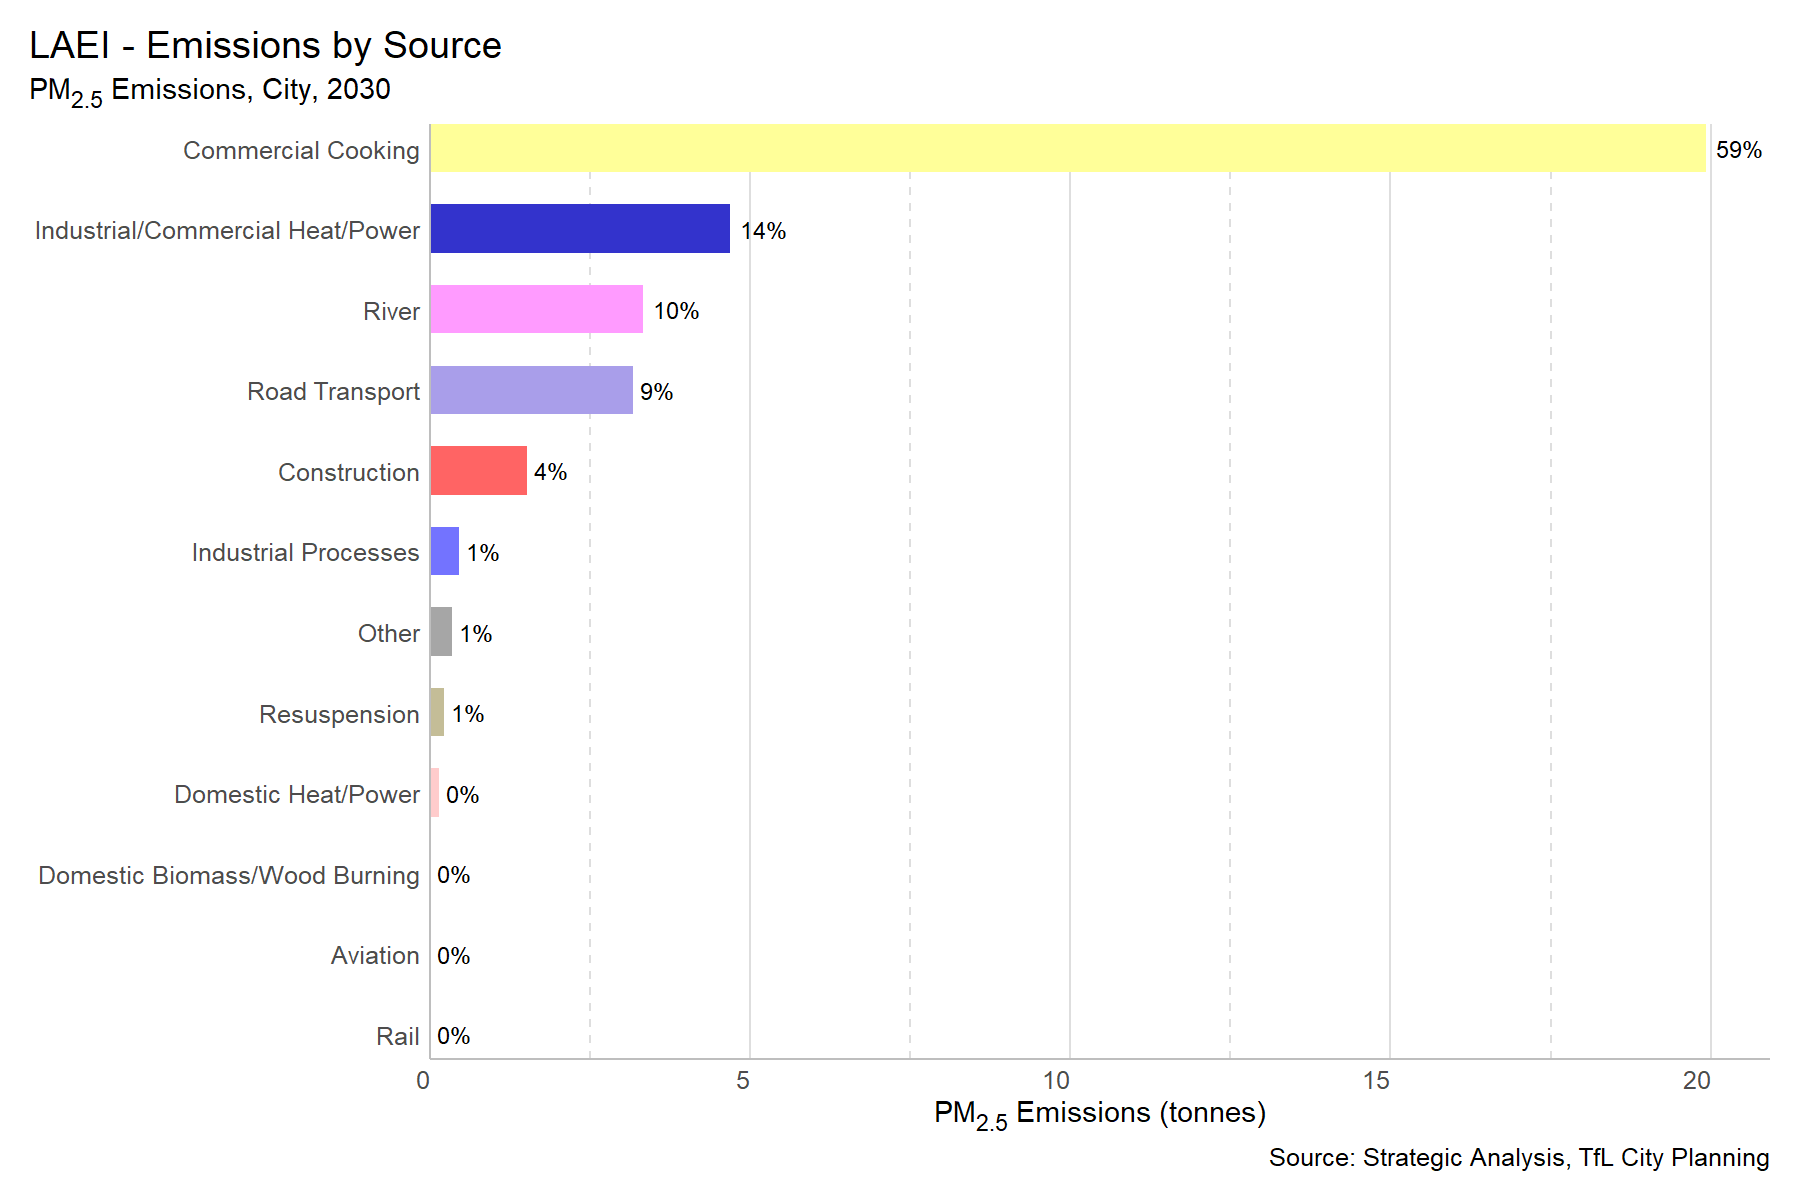 LAEI - Emissions by Source
PM2.5 Emissions, City, 2030
Commercial Cooking 59%
Industrial/Commercial Heat/Power 14%
River 10%
Road Transport 9%
Construction 4%
Industrial Processes 1%
Other 1%
Resuspension 1%
Domestic Heat/Power 0%
Domestic Biomass/Wood Burning 0%
Aviation 0%
Rail 0%
0 5 10 15 20
PM2.5 Emissions (tonnes)
Source: Strategic Analysis, TfL City Planning